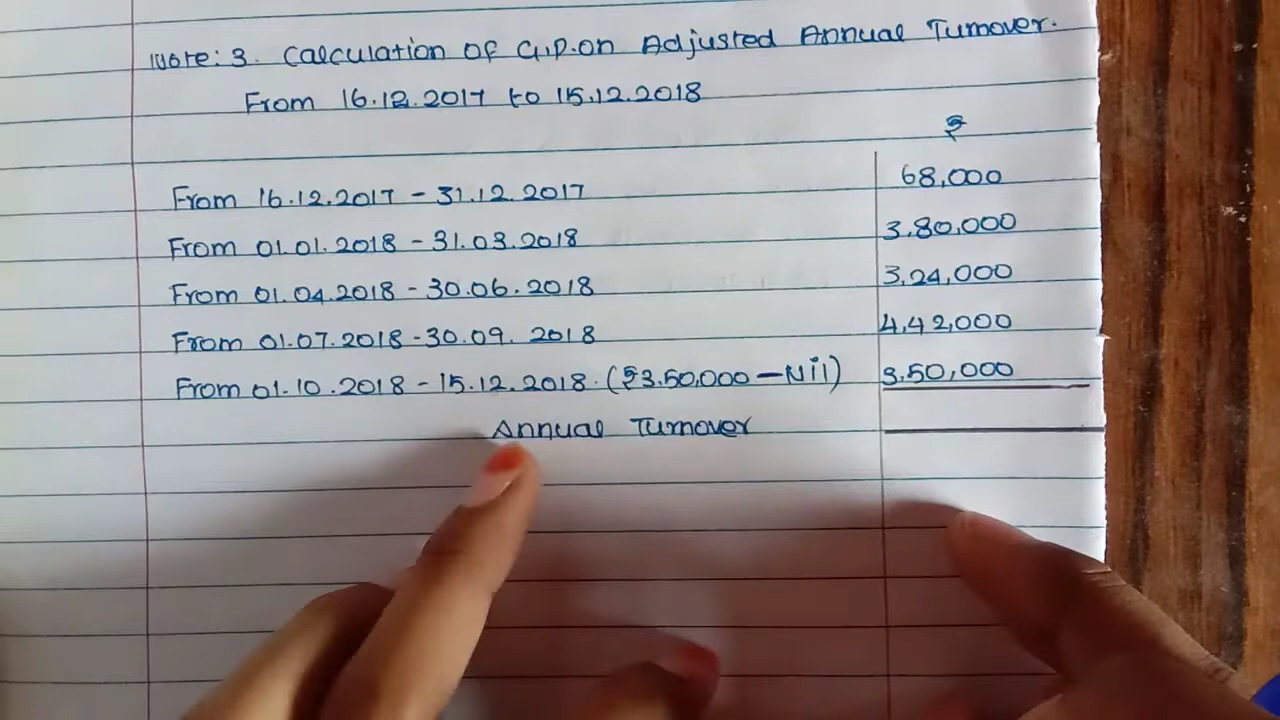 Note: 3. Calculation of G.P. on Adjusted Annual Turnover.
From 16.12.2017 to 15.12.2018
₹
From 16.12.2017 - 31.12.2017 68,000
From 01.01.2018 - 31.03.2018 3,80,000
From 01.04.2018 - 30.06.2018 3,24,000
From 01.07.2018 - 30.09.2018 4,42,000
From 01.10.2018 - 15.12.2018. (₹3,50,000 - Nil) 3,50,000
Annual Turnover